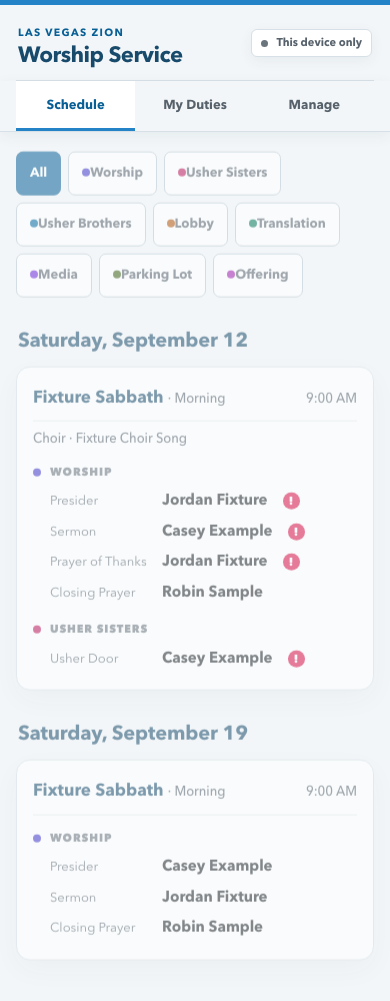 LAS VEGAS ZION
Worship Service
This device only
Schedule My Duties Manage
All Worship Usher Sisters
Usher Brothers Lobby Translation
Media Parking Lot Offering
Saturday, September 12
Fixture Sabbath · Morning 9:00 AM
Choir · Fixture Choir Song
WORSHIP
Presider Jordan Fixture !
Sermon Casey Example !
Prayer of Thanks Jordan Fixture !
Closing Prayer Robin Sample
USHER SISTERS
Usher Door Casey Example !
Saturday, September 19
Fixture Sabbath · Morning 9:00 AM
WORSHIP
Presider Casey Example
Sermon Jordan Fixture
Closing Prayer Robin Sample